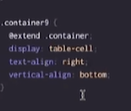 .container9 {
@extend .container;
display: table-cell;
text-align: right;
vertical-align: bottom;
}